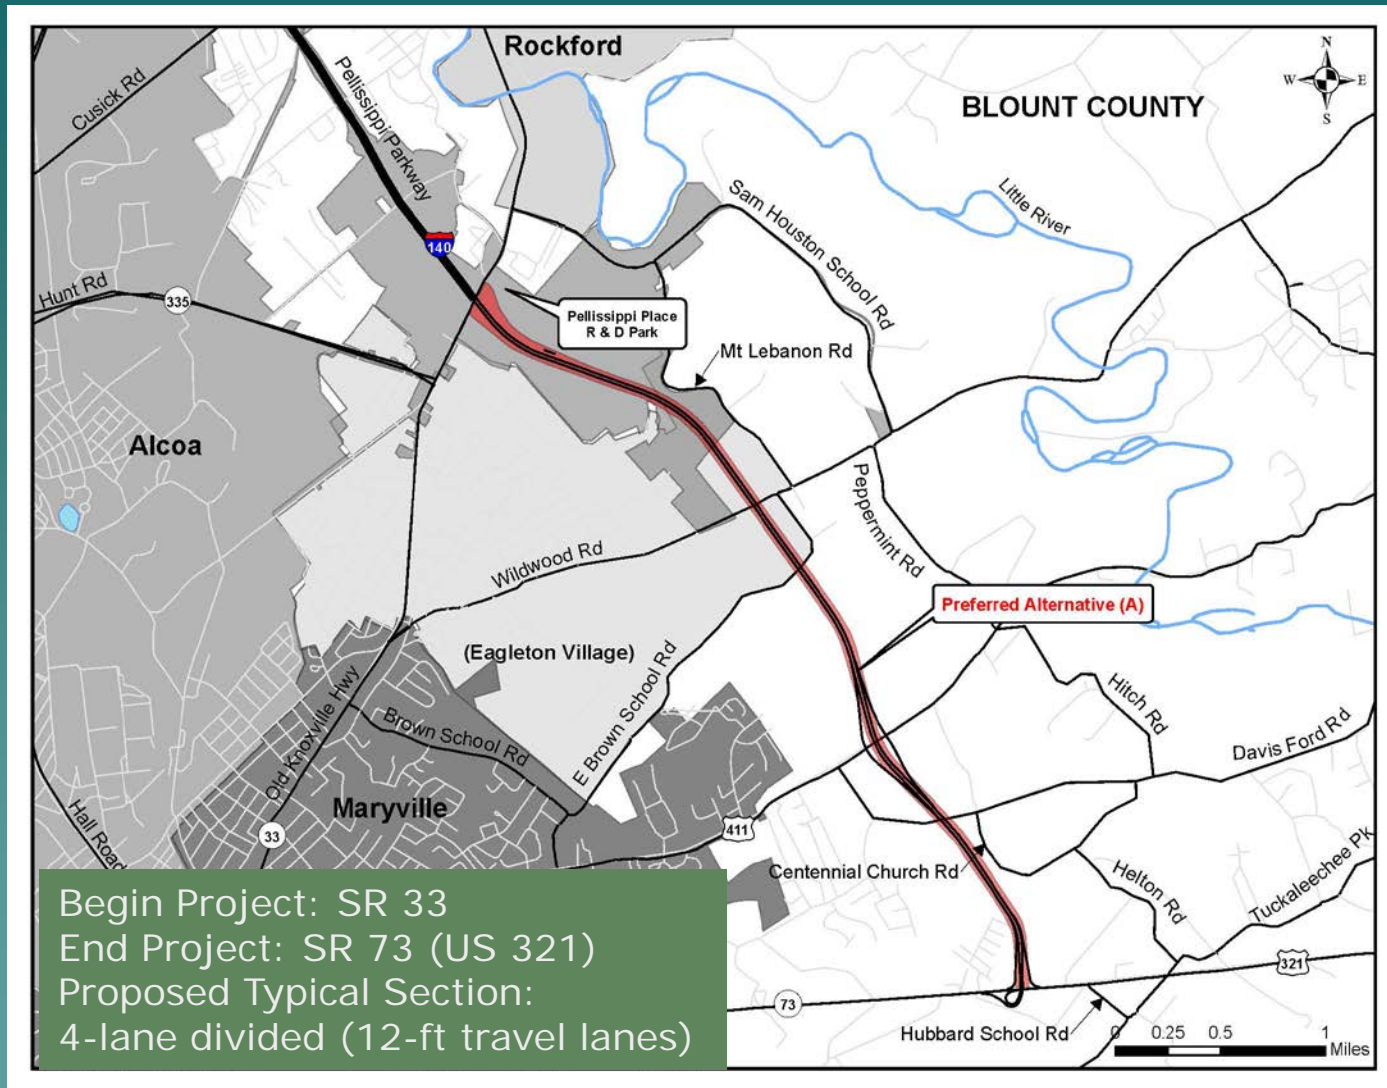 Rockford
N
W E
S
BLOUNT COUNTY
Cusick Rd
Pellissippi Parkway
140
Little River
Sam Houston School Rd
Hunt Rd
335
Pellissippi Place
R & D Park
Mt Lebanon Rd
Alcoa
Peppermint Rd
Wildwood Rd
Preferred Alternative (A)
(Eagleton Village)
E Brown School Rd
Old Knoxville Hwy
Brown School Rd
Hitch Rd
Davis Ford Rd
Maryville
33
411
Hall Road
Centennial Church Rd
Helton Rd
Tuckaleechee Pk
321
73
Hubbard School Rd
0 0.25 0.5 1
Miles
Begin Project: SR 33
End Project: SR 73 (US 321)
Proposed Typical Section:
4-lane divided (12-ft travel lanes)